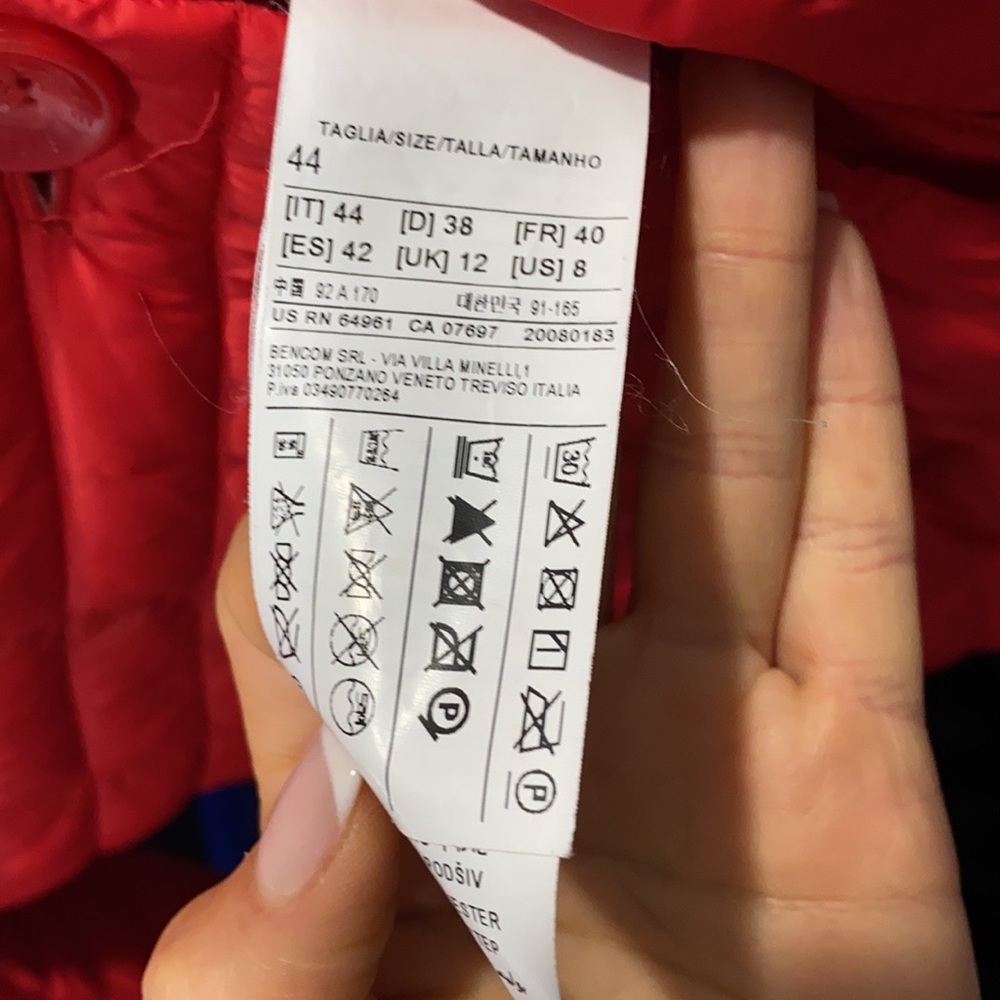 TAGLIA/SIZE/TALLA/TAMANHO
44
[IT] 44 [D] 38 [FR] 40
[ES] 42 [UK] 12 [US] 8
中国 92 A 170 대한민국 91-165
US RN 64961 CA 07697 20080183
BENCOM SRL - VIA VILLA MINELLI,1
31050 PONZANO VENETO TREVISO ITALIA
P.iva 03490770264
30
P
P
PODŠIV